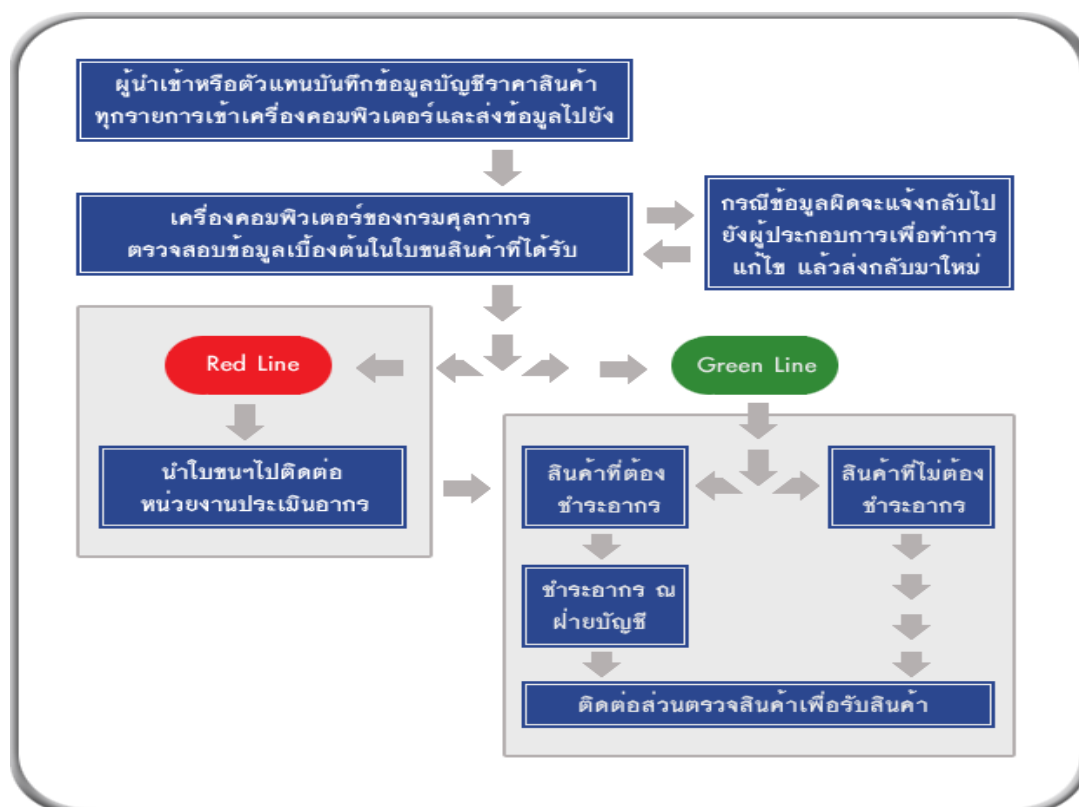 ผู้นำเข้าหรือตัวแทนบันทึกข้อมูลบัญชีราคาสินค้า
ทุกรายการเข้าเครื่องคอมพิวเตอร์และส่งข้อมูลไปยัง
เครื่องคอมพิวเตอร์ของกรมศุลกากร
ตรวจสอบข้อมูลเบื้องต้นในใบขนสินค้าที่ได้รับ
กรณีข้อมูลผิดจะแจ้งกลับไป
ยังผู้ประกอบการเพื่อทำการ
แก้ไข แล้วส่งกลับมาใหม่
Red Line
Green Line
นำใบขนฯไปติดต่อ
หน่วยงานประเมินอากร
สินค้าที่ต้อง
ชำระอากร
สินค้าที่ไม่ต้อง
ชำระอากร
ชำระอากร ณ
ฝ่ายบัญชี
ติดต่อส่วนตรวจสินค้าเพื่อรับสินค้า